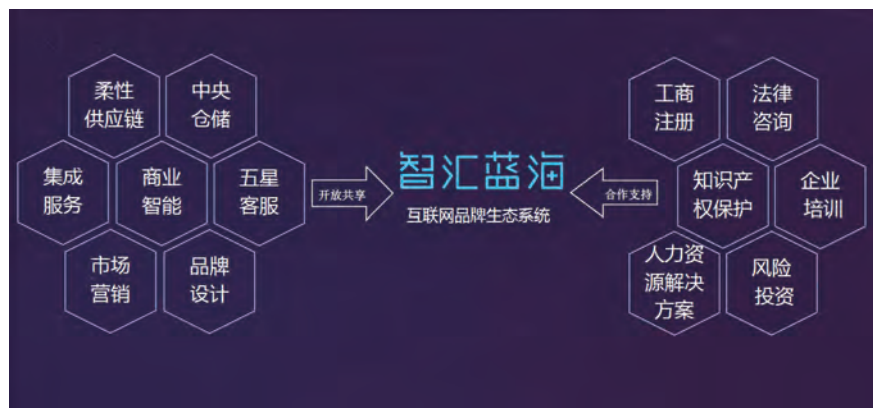 柔性
供应链
中央
仓储
集成
服务
商业
智能
五星
客服
市场
营销
品牌
设计
开放共享
智汇蓝海
互联网品牌生态系统
合作支持
工商
注册
法律
咨询
知识产
权保护
企业
培训
人力资
源解决
方案
风险
投资